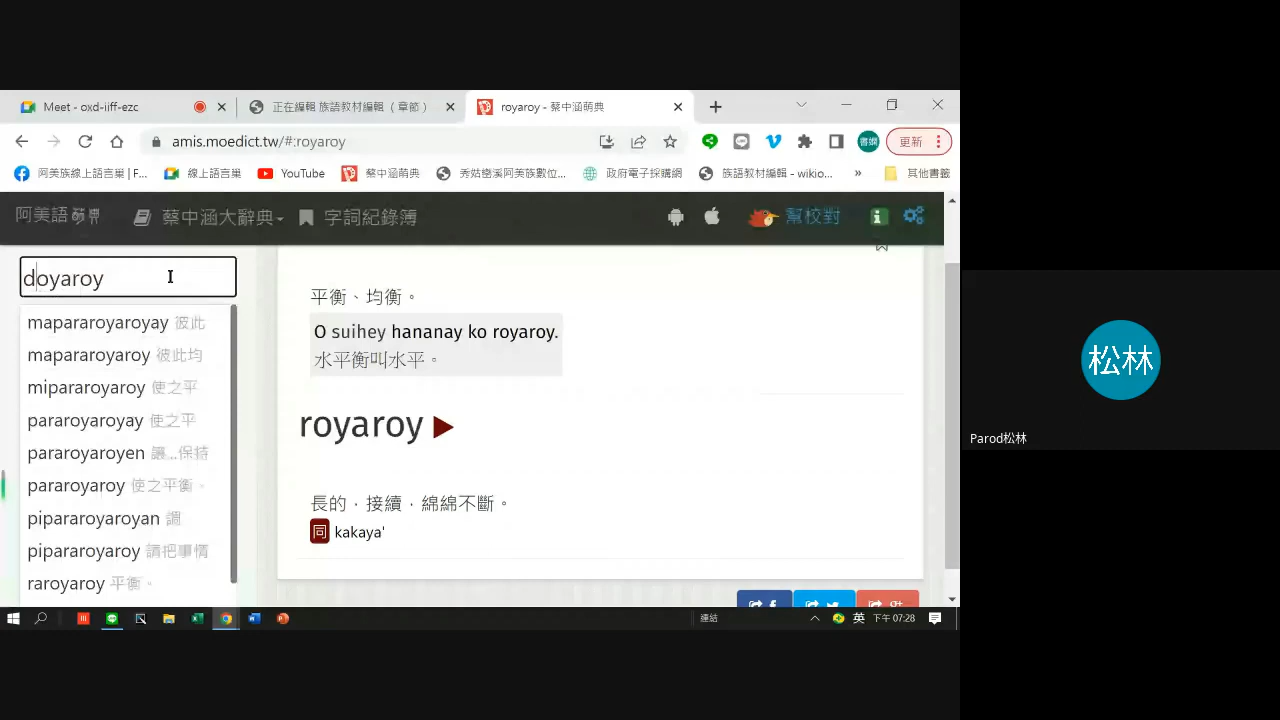 Meet - oxd-iiff-ezc
正在編輯 族語教材編輯 （章節）
royaroy - 蔡中涵萌典
amis.moedict.tw/#:royaroy
書嫻
更新
阿美族線上語言巢 | F...
線上語言巢
YouTube
蔡中涵萌典
秀姑巒溪阿美族數位...
政府電子採購網
族語教材編輯 - wikio...
»
其他書籤
阿美語萌典
蔡中涵大辭典
字詞紀錄簿
幫校對
doyaroy
mapararoyaroyay 彼此
mapararoyaroy 彼此均
mipararoyaroy 使之平
pararoyaroyay 使之平
pararoyaroyen 讓...保持
pararoyaroy 使之平衡。
pipararoyaroyan 調
pipararoyaroy 請把事情
raroyaroy 平衡。
平衡、均衡。
O suihey hananay ko royaroy.
水平衡叫水平。
royaroy
長的，接續，綿綿不斷。
同 kakaya'
連結
英
下午 07:28
松林
Parod松林